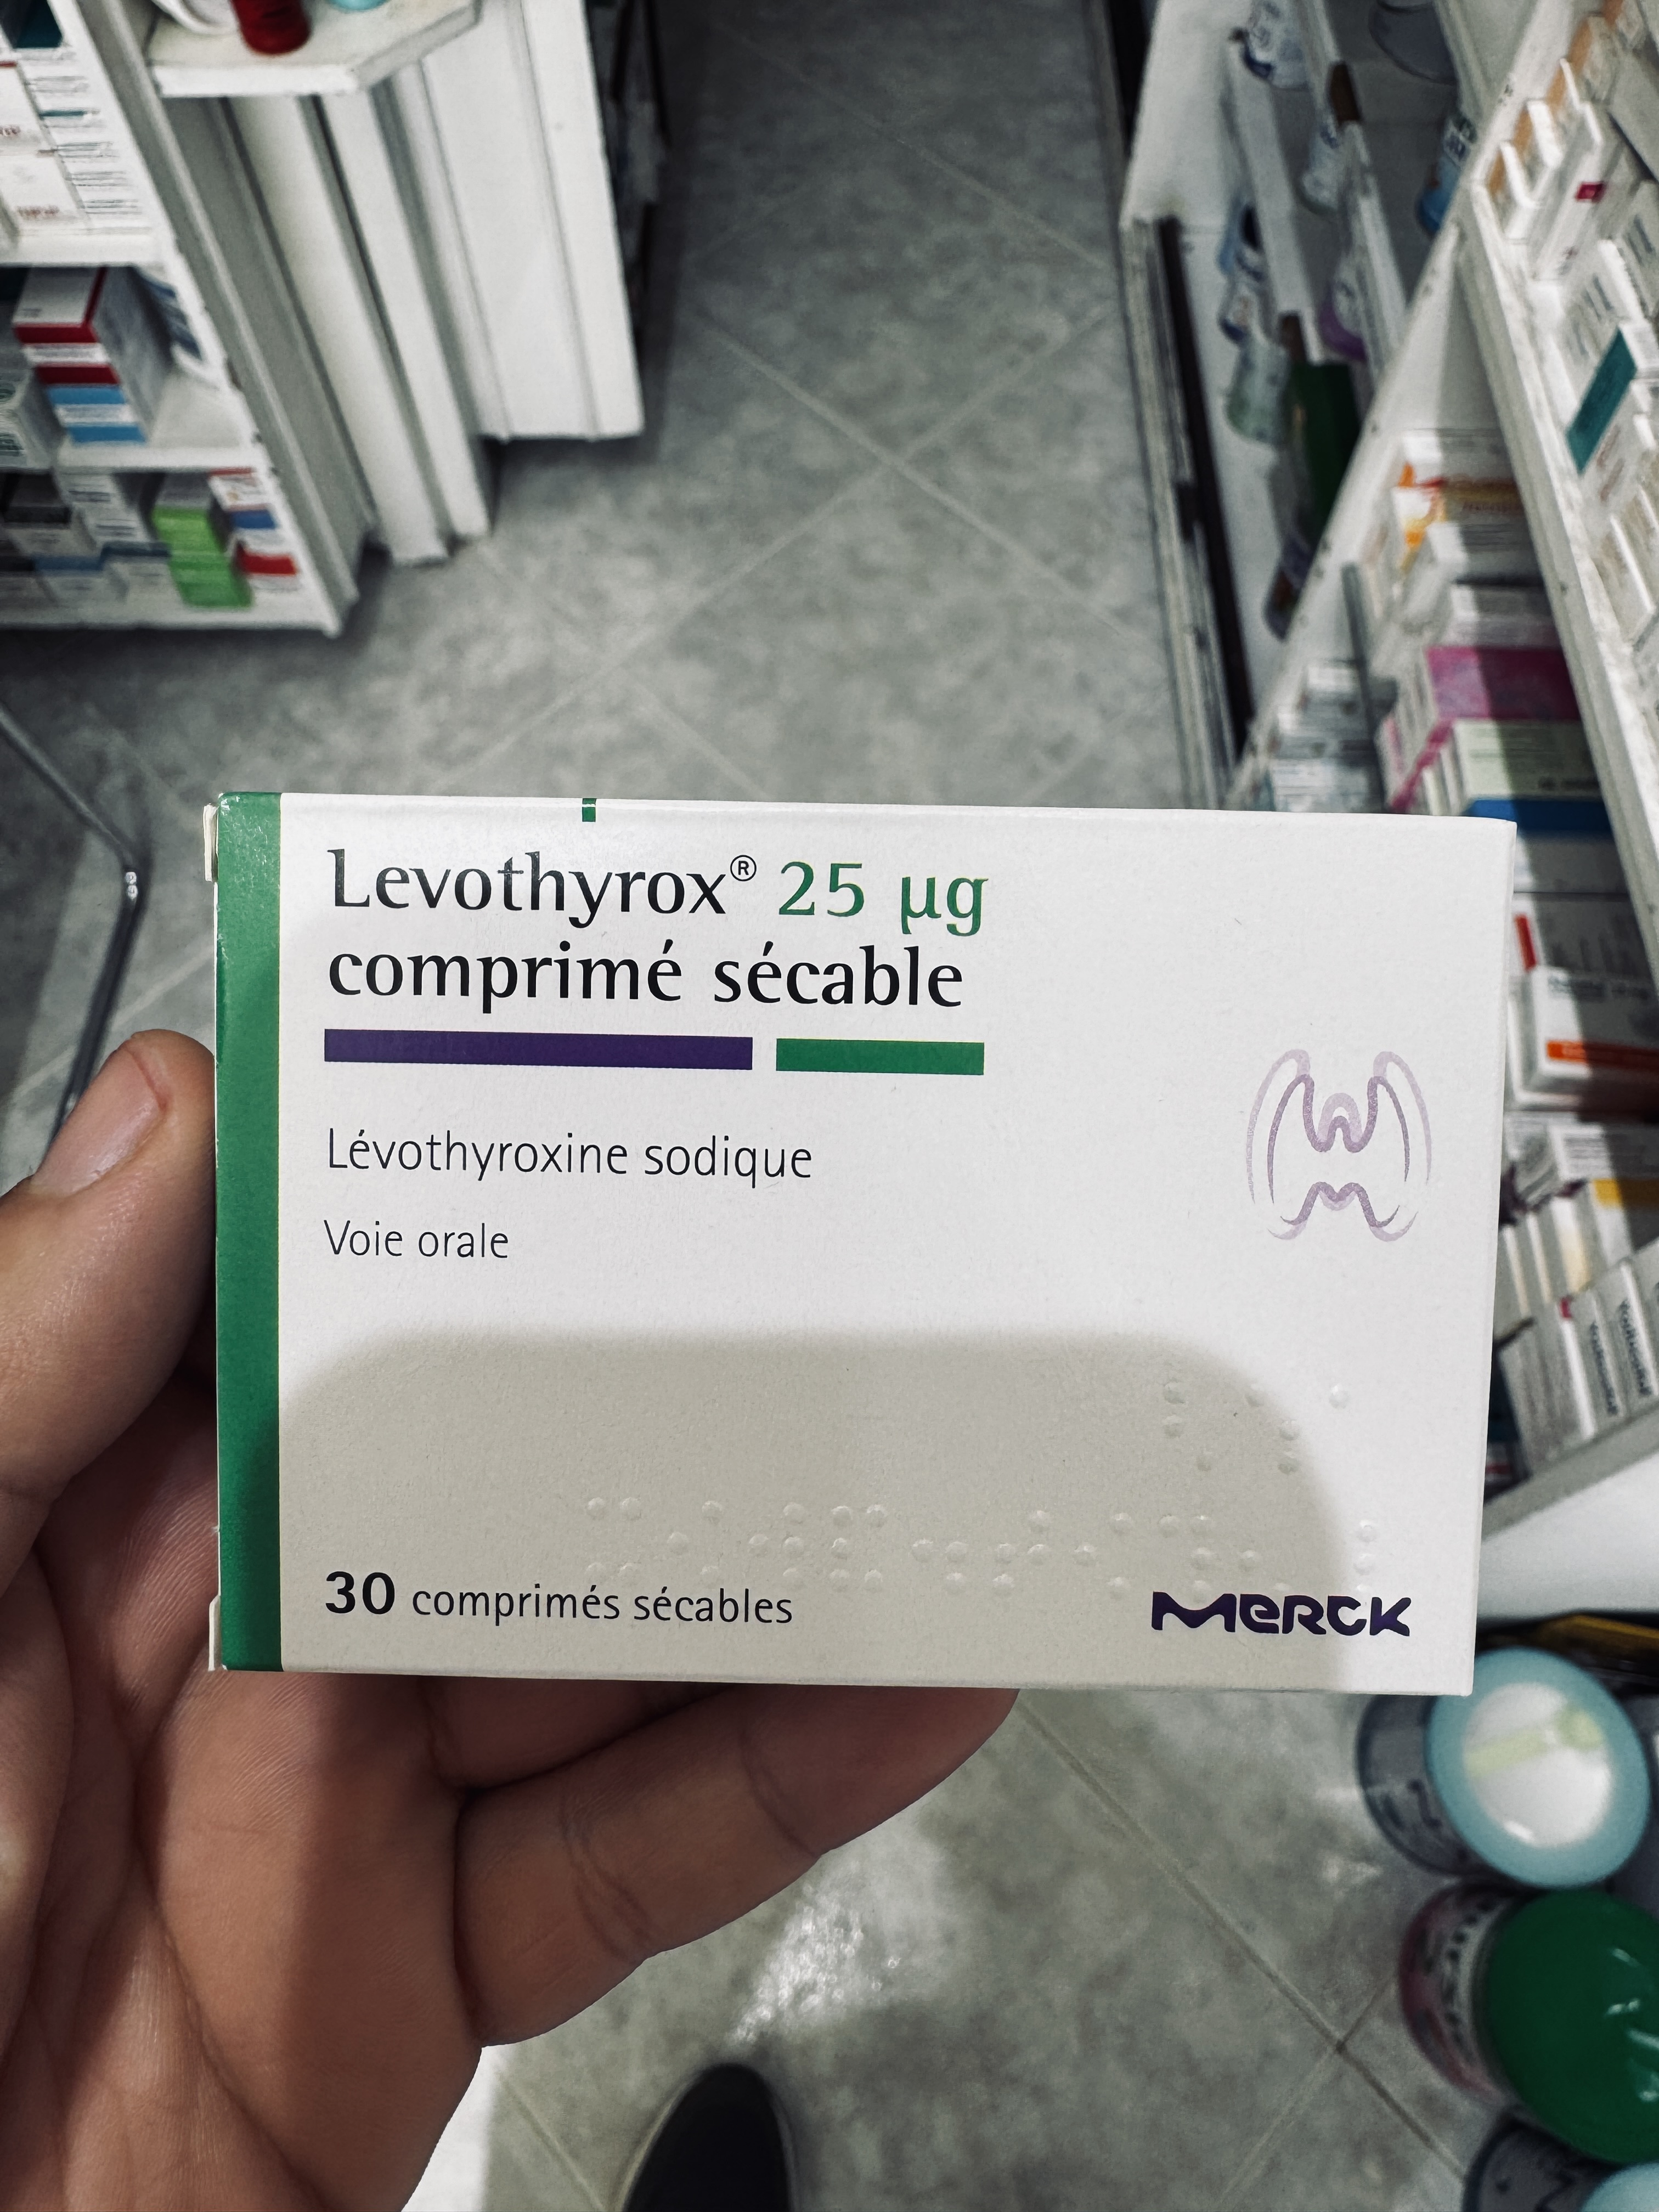 Levothyrox® 25 µg
comprimé sécable
Lévothyroxine sodique
Voie orale
30 comprimés sécables
MERCK